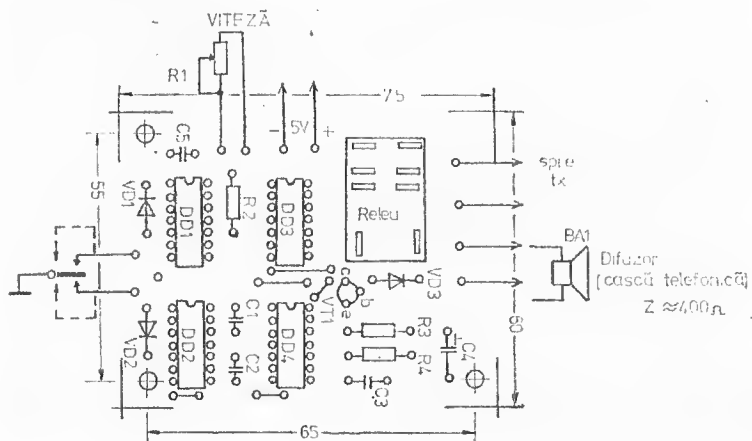 VITEZĂ
R1
75
- 5V +
C5
55
VD1
DD1
R2
DD3
Releu
spre
tx
BA1
Difuzor
(cască telefonică)
Z ≈400Ω
60
VD2
DD2
C1
C2
DD4
VT1
c
b
e
VD3
R3
R4
C3
+
C4
65